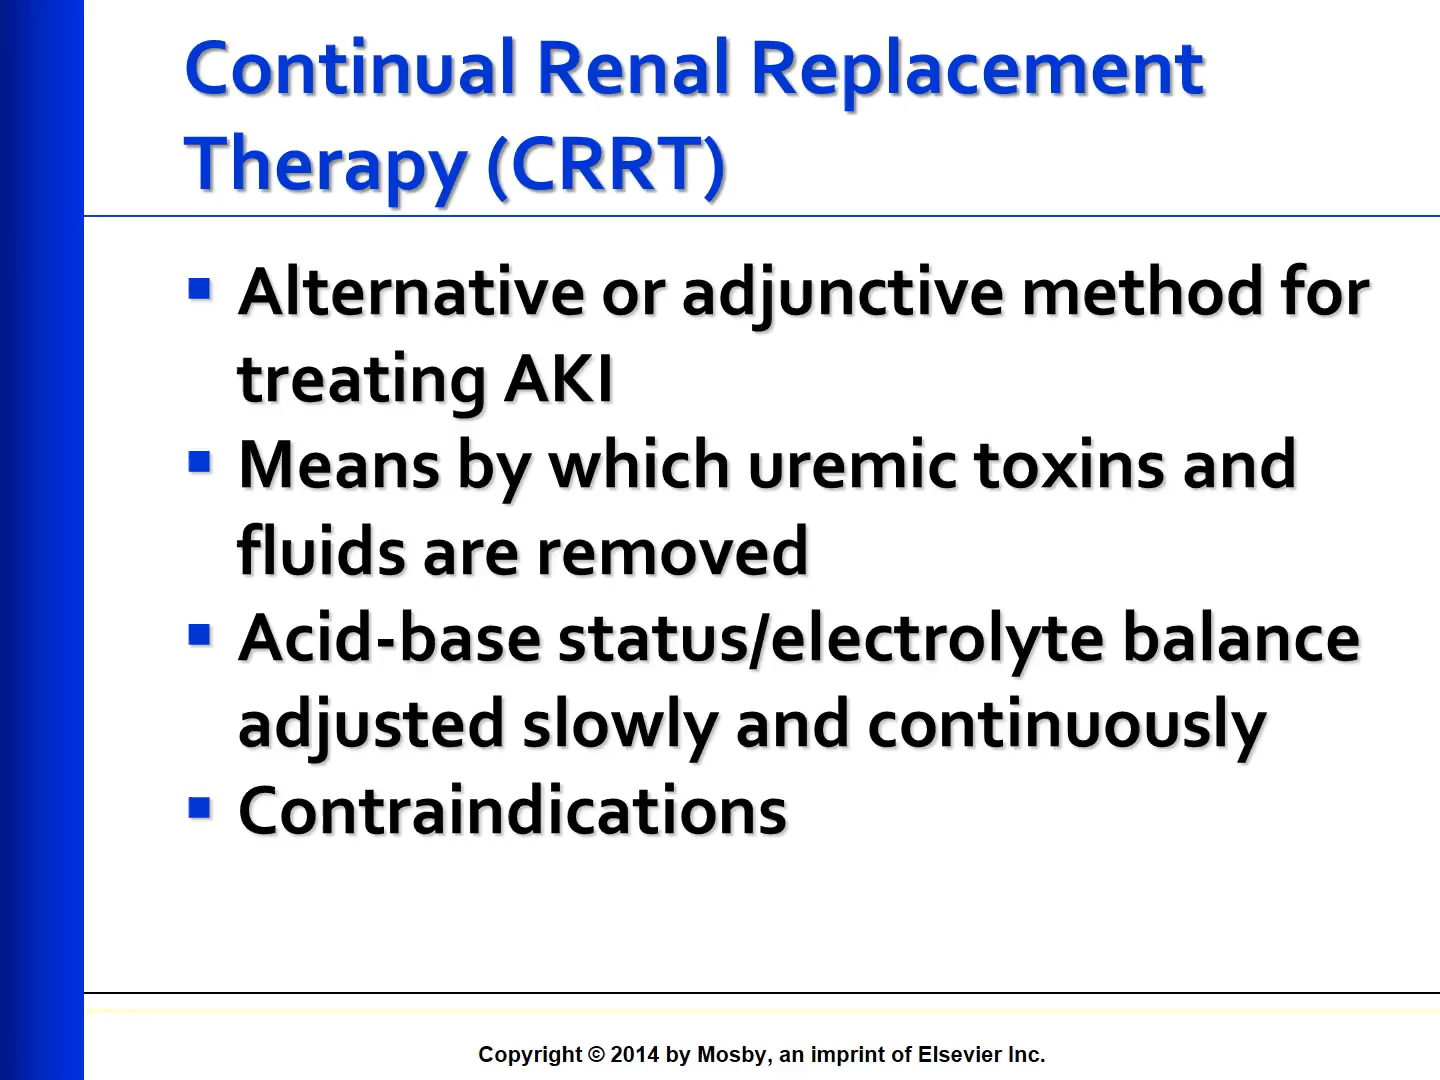 Continual Renal Replacement
Therapy (CRRT)
▪ Alternative or adjunctive method for
treating AKI
▪ Means by which uremic toxins and
fluids are removed
▪ Acid-base status/electrolyte balance
adjusted slowly and continuously
▪ Contraindications
Copyright © 2014 by Mosby, an imprint of Elsevier Inc.